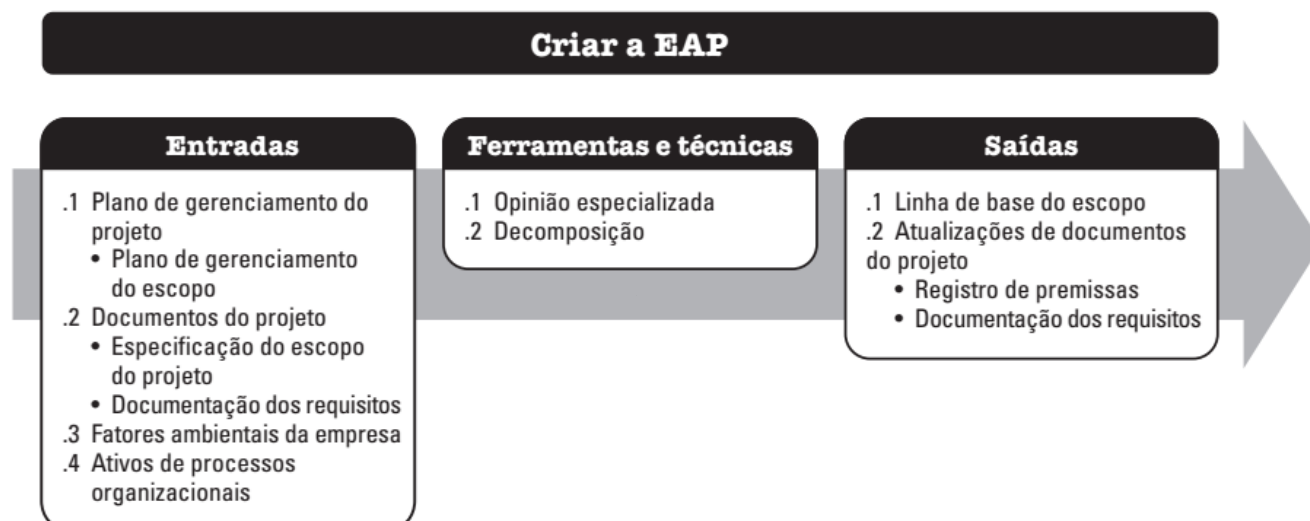 Criar a EAP
Entradas
.1 Plano de gerenciamento do
projeto
• Plano de gerenciamento
do escopo
.2 Documentos do projeto
• Especificação do escopo
do projeto
• Documentação dos requisitos
.3 Fatores ambientais da empresa
.4 Ativos de processos
organizacionais
Ferramentas e técnicas
.1 Opinião especializada
.2 Decomposição
Saídas
.1 Linha de base do escopo
.2 Atualizações de documentos
do projeto
• Registro de premissas
• Documentação dos requisitos